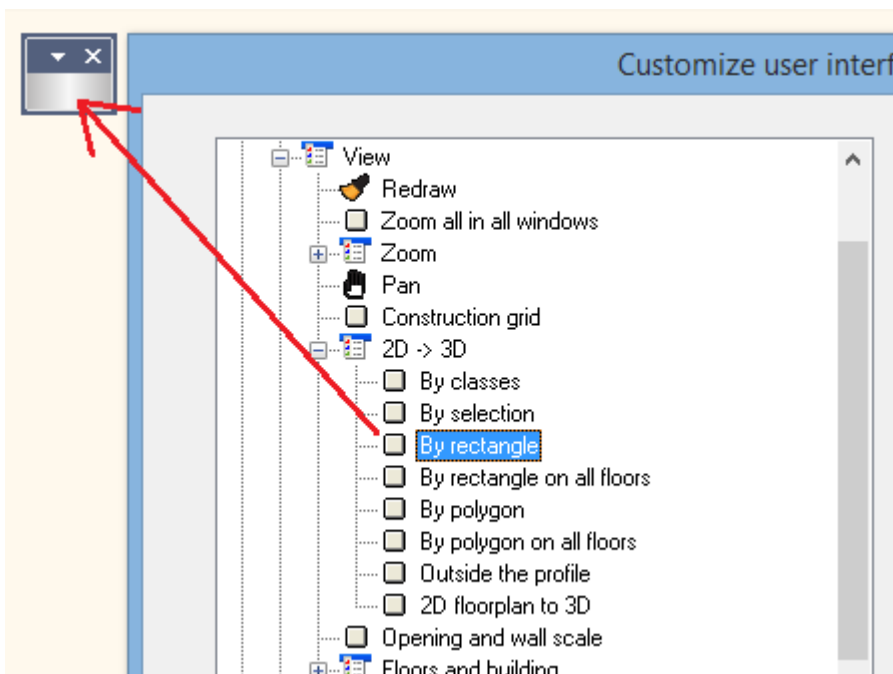 Customize user interf
View
Redraw
Zoom all in all windows
Zoom
Pan
Construction grid
2D -> 3D
By classes
By selection
By rectangle
By rectangle on all floors
By polygon
By polygon on all floors
Outside the profile
2D floorplan to 3D
Opening and wall scale
Floors and building